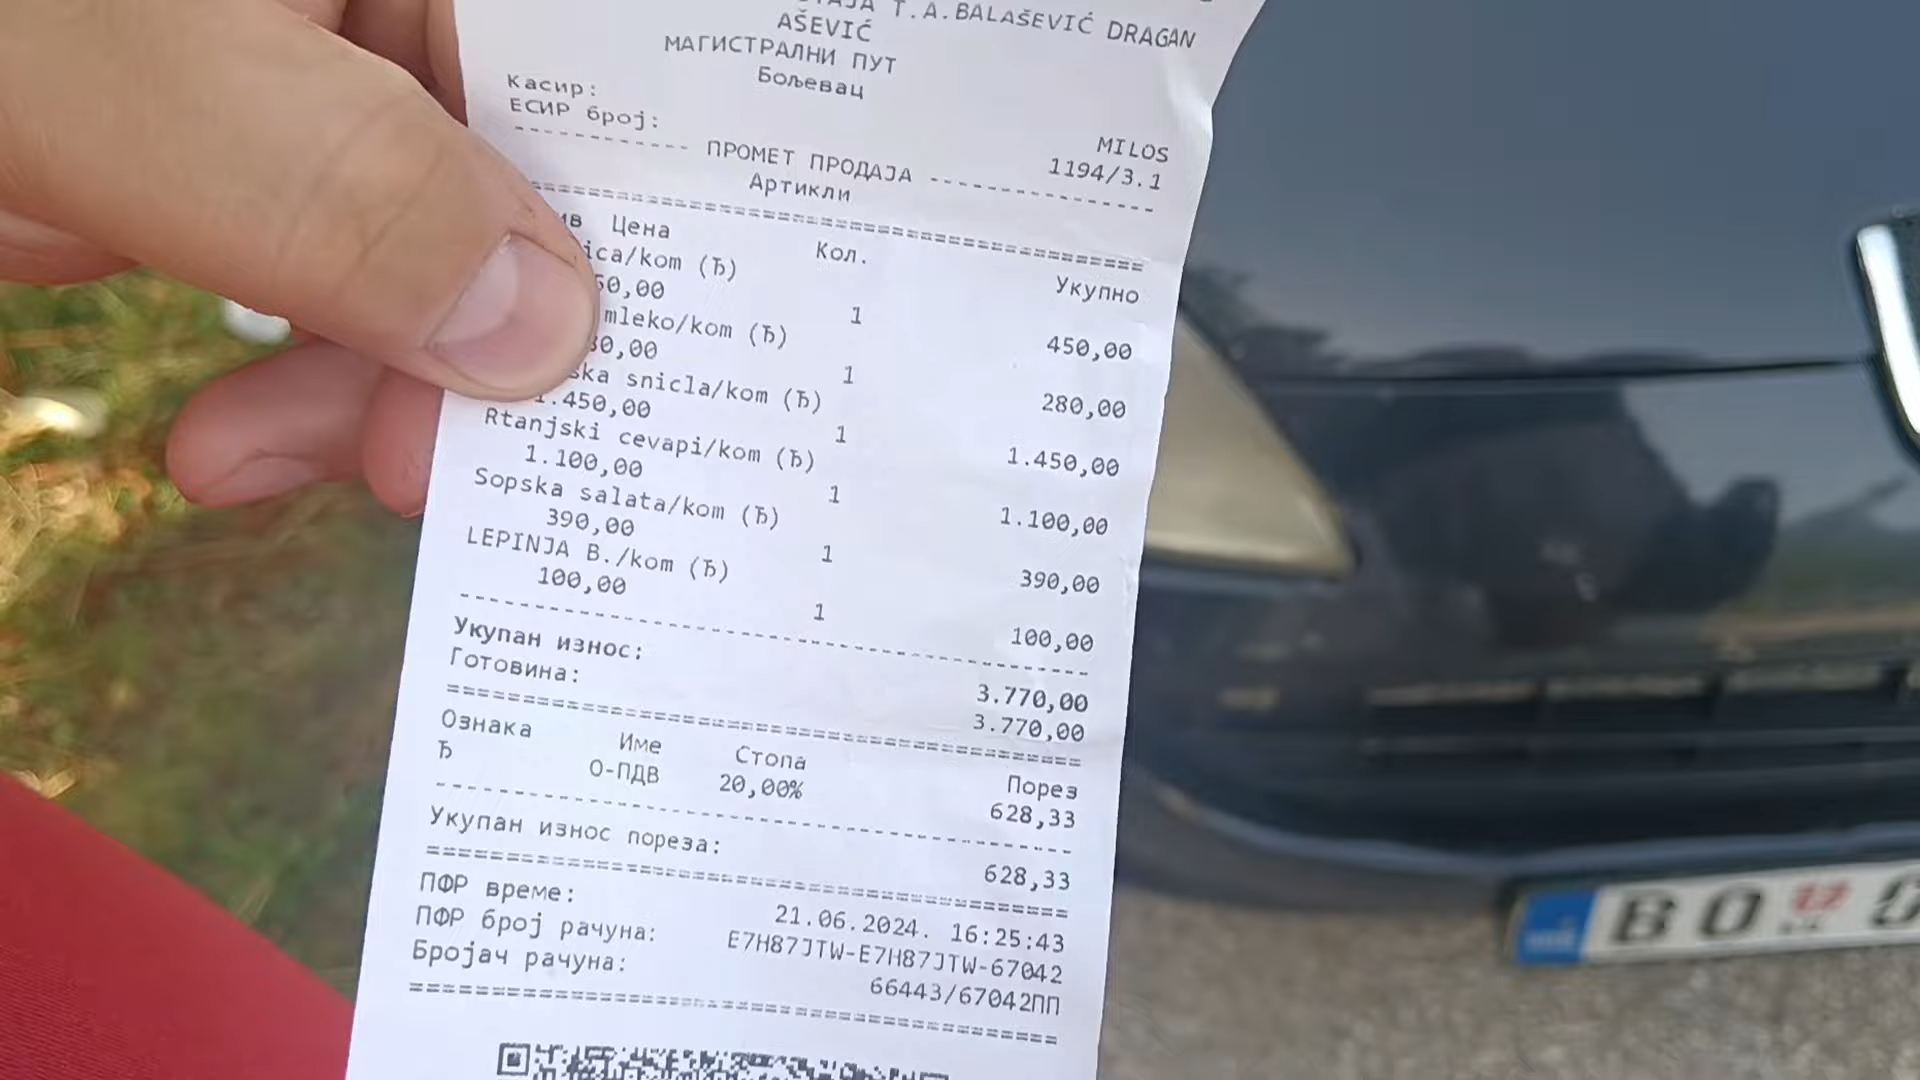 T.A.BALAŠEVIĆ DRAGAN
AŠEVIĆ
МАГИСТРАЛНИ ПУТ
Бољевац
Касир: MILOS
ЕСИР број: 1194/3.1
------------ ПРОМЕТ ПРОДАЈА -------------
Артикли
========================================
Цена Кол. Укупно
/kom (Ђ)
1 450,00
mleko/kom (Ђ)
1 280,00
snicla/kom (Ђ)
1.450,00 1 1.450,00
Rtanjski cevapi/kom (Ђ)
1.100,00 1 1.100,00
Sopska salata/kom (Ђ)
390,00 1 390,00
LEPINJA B./kom (Ђ)
100,00 1 100,00
----------------------------------------
Укупан износ: 3.770,00
Готовина: 3.770,00
========================================
Ознака Име Стопа Порез
Ђ О-ПДВ 20,00% 628,33
----------------------------------------
Укупан износ пореза: 628,33
========================================
ПФР време: 21.06.2024. 16:25:43
ПФР број рачуна: E7H87JTW-E7H87JTW-67042
Бројач рачуна: 66443/67042ПП
========================================
BO